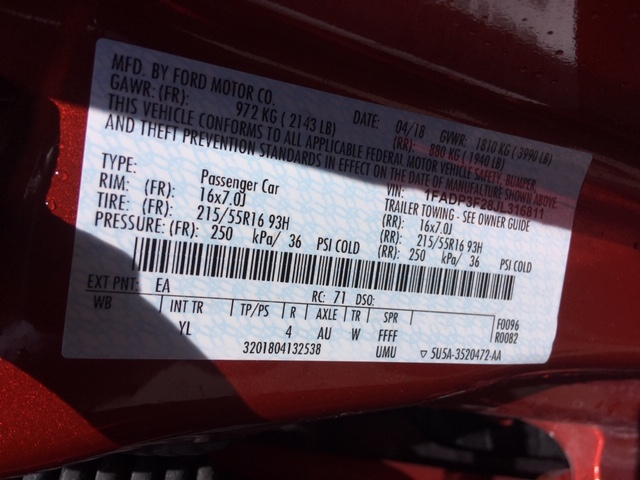 MFD. BY FORD MOTOR CO.
DATE: 04/18 GVWR: 1810 KG (3990 LB)
GAWR: (FR): 972 KG (2143 LB) (RR): 880 KG (1940 LB)
THIS VEHICLE CONFORMS TO ALL APPLICABLE FEDERAL MOTOR VEHICLE SAFETY, BUMPER,
AND THEFT PREVENTION STANDARDS IN EFFECT ON THE DATE OF MANUFACTURE SHOWN ABOVE.
VIN: 1FADP3F28JL316811
TYPE: Passenger Car TRAILER TOWING - SEE OWNER GUIDE
RIM: (FR): 16x7.0J (RR): 16x7.0J
TIRE: (FR): 215/55R16 93H (RR): 215/55R16 93H
PRESSURE: (FR): 250 kPa/ 36 PSI COLD (RR): 250 kPa/ 36 PSI COLD
EXT PNT: EA RC: 71 DSO:
WB INT TR TP/PS R AXLE TR SPR F0096
YL 4 AU W FFFF R0082
3201804132538 UMU ▽ 5U5A-3520472-AA